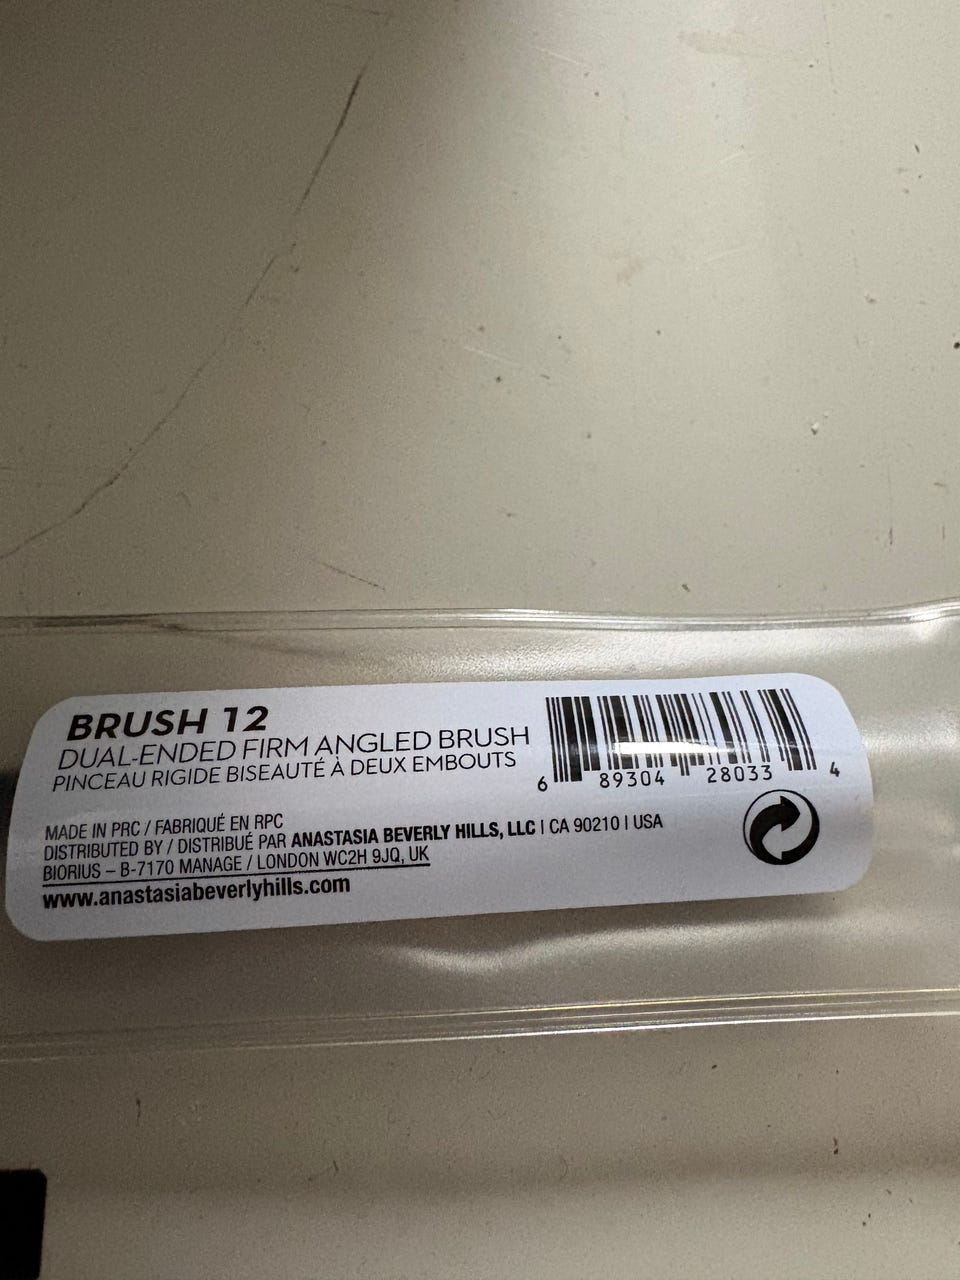 BRUSH 12
DUAL-ENDED FIRM ANGLED BRUSH
PINCEAU RIGIDE BISEAUTÉ À DEUX EMBOUTS
6 89304 28033 4
MADE IN PRC / FABRIQUÉ EN RPC
DISTRIBUTED BY / DISTRIBUÉ PAR ANASTASIA BEVERLY HILLS, LLC | CA 90210 | USA
BIORIUS – B-7170 MANAGE / LONDON WC2H 9JQ, UK
www.anastasiabeverlyhills.com